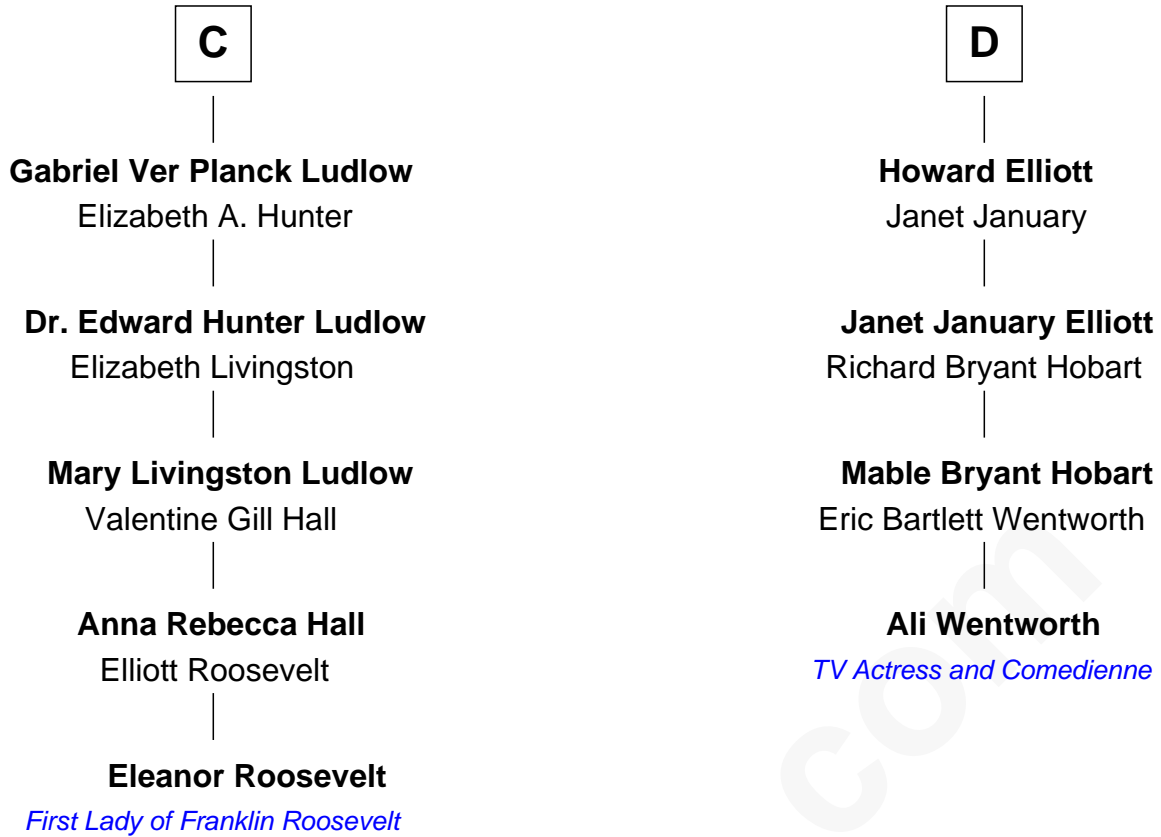 C
Gabriel Ver Planck Ludlow
Elizabeth A. Hunter
Dr. Edward Hunter Ludlow
Elizabeth Livingston
Mary Livingston Ludlow
Valentine Gill Hall
Anna Rebecca Hall
Elliott Roosevelt
Eleanor Roosevelt
First Lady of Franklin Roosevelt
D
Howard Elliott
Janet January
Janet January Elliott
Richard Bryant Hobart
Mable Bryant Hobart
Eric Bartlett Wentworth
Ali Wentworth
TV Actress and Comedienne
com